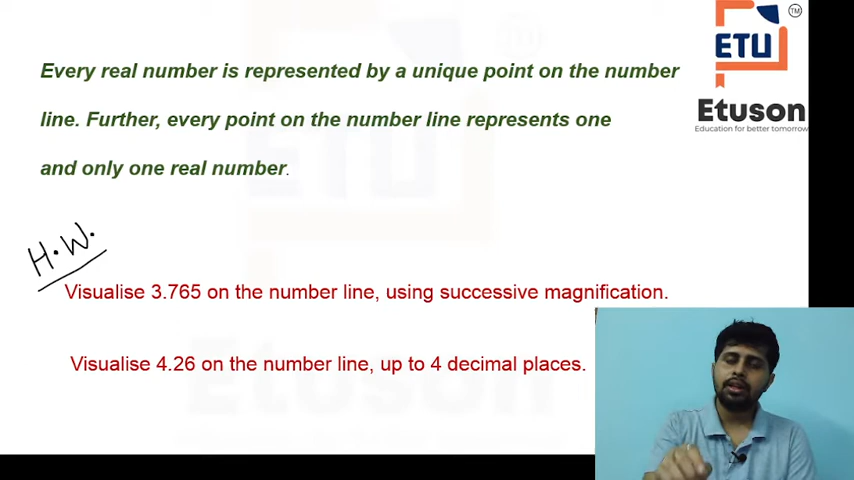 TM
ETU
Etuson
Education for better tomorrow
Every real number is represented by a unique point on the number
line. Further, every point on the number line represents one
and only one real number.
H.W.
Visualise 3.765 on the number line, using successive magnification.
Visualise 4.26 on the number line, up to 4 decimal places.
Etuson